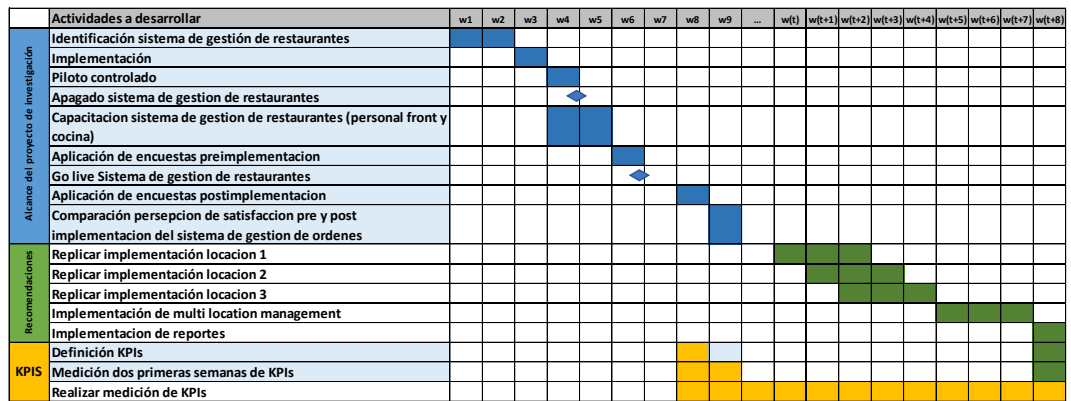 Actividades a desarrollar w1 w2 w3 w4 w5 w6 w7 w8 w9 ... w(t) w(t+1) w(t+2) w(t+3) w(t+4) w(t+5) w(t+6) w(t+7) w(t+8)
Alcance del proyecto de investigación
Identificación sistema de gestión de restaurantes
Implementación
Piloto controlado
Apagado sistema de gestion de restaurantes
Capacitacion sistema de gestion de restaurantes (personal front y
cocina)
Aplicación de encuestas preimplementacion
Go live Sistema de gestion de restaurantes
Aplicación de encuestas postimplementacion
Comparación persepcion de satisfaccion pre y post
implementacion del sistema de gestion de ordenes
Recomendaciones
Replicar implementación locacion 1
Replicar implementación locacion 2
Replicar implementación locacion 3
Implementación de multi location management
Implementacion de reportes
KPIS
Definición KPIs
Medición dos primeras semanas de KPIs
Realizar medición de KPIs